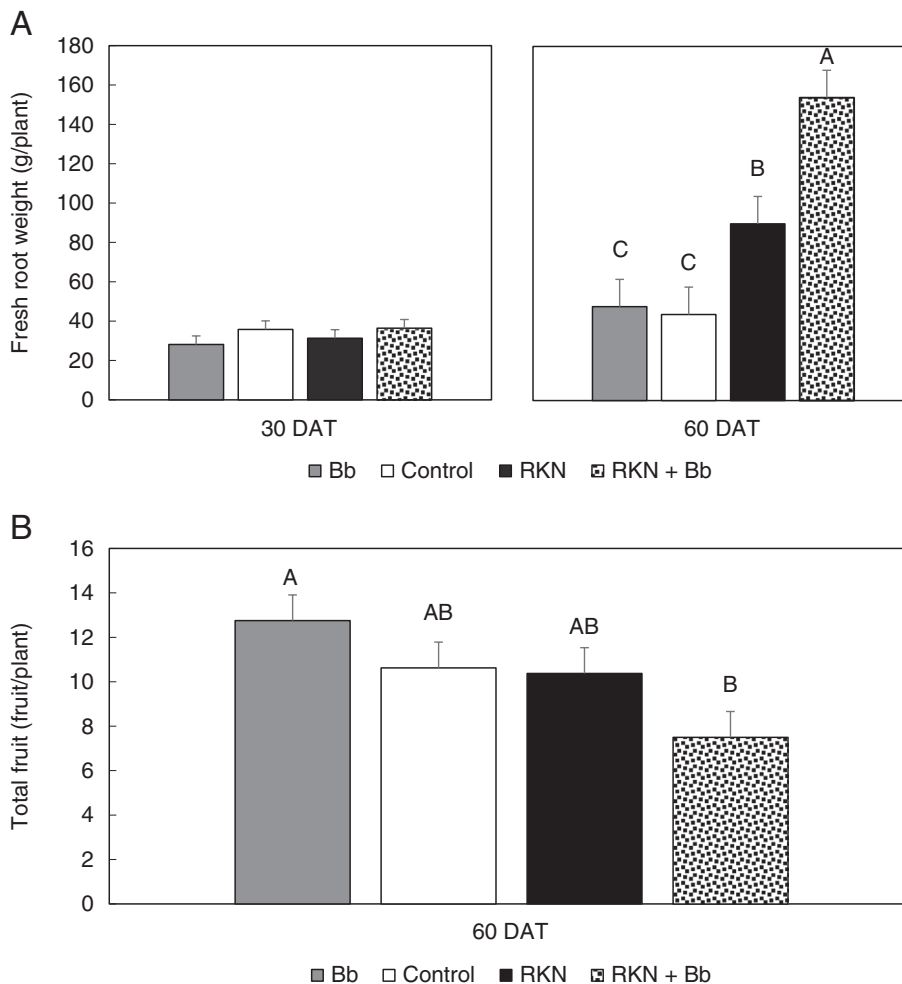 A
Fresh root weight (g/plant)
180
160
140
120
100
80
60
40
20
0
C
C
B
A
30 DAT
60 DAT
Bb Control RKN RKN + Bb
B
Total fruit (fruit/plant)
16
14
12
10
8
6
4
2
0
A
AB
AB
B
60 DAT
Bb Control RKN RKN + Bb